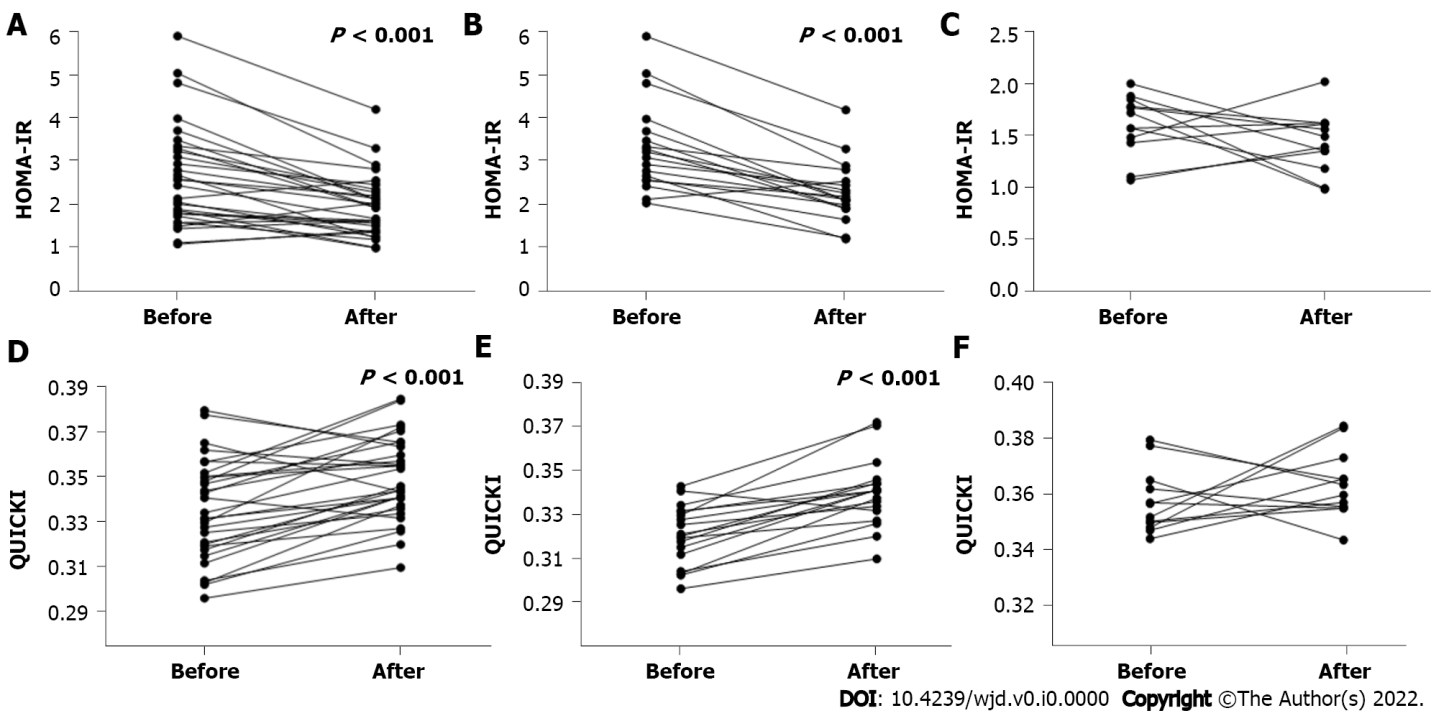 A
HOMA-IR
6
5
4
3
2
1
0
P < 0.001
Before After
B
HOMA-IR
6
5
4
3
2
1
0
P < 0.001
Before After
C
HOMA-IR
2.5
2.0
1.5
1.0
0.5
0.0
Before After
D
QUICKI
0.39
0.37
0.35
0.33
0.31
0.29
P < 0.001
Before After
E
QUICKI
0.39
0.37
0.35
0.33
0.31
0.29
P < 0.001
Before After
F
QUICKI
0.40
0.38
0.36
0.34
0.32
Before After
DOI: 10.4239/wjd.v0.i0.0000 Copyright ©The Author(s) 2022.